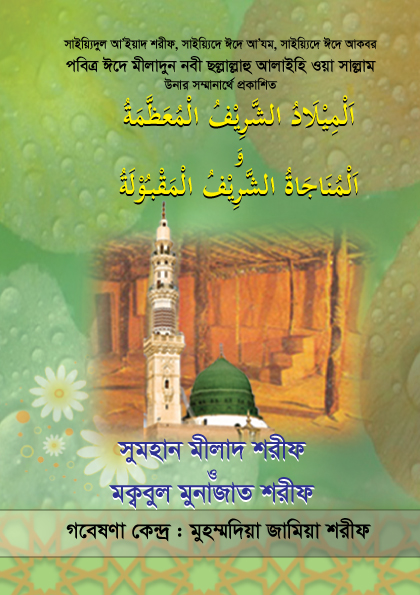 সাইয়্যিদুল আ'ইয়াদ শরীফ, সাইয়্যিদে ঈদে আ'যম, সাইয়্যিদে ঈদে আকবর
পবিত্র ঈদে মীলাদুন নবী ছল্লাল্লাহু আলাইহি ওয়া সাল্লাম
উনার সম্মানার্থে প্রকাশিত
اَلْمِيْلَادُ الشَّرِيْفُ الْمُعَظَّمَةُ
وَ
اَلْمُنَاجَاةُ الشَّرِيْفُ الْمَقْبُوْلَةُ
সুমহান মীলাদ শরীফ
ও
মক্ববুল মুনাজাত শরীফ
গবেষণা কেন্দ্র : মুহম্মদিয়া জামিয়া শরীফ